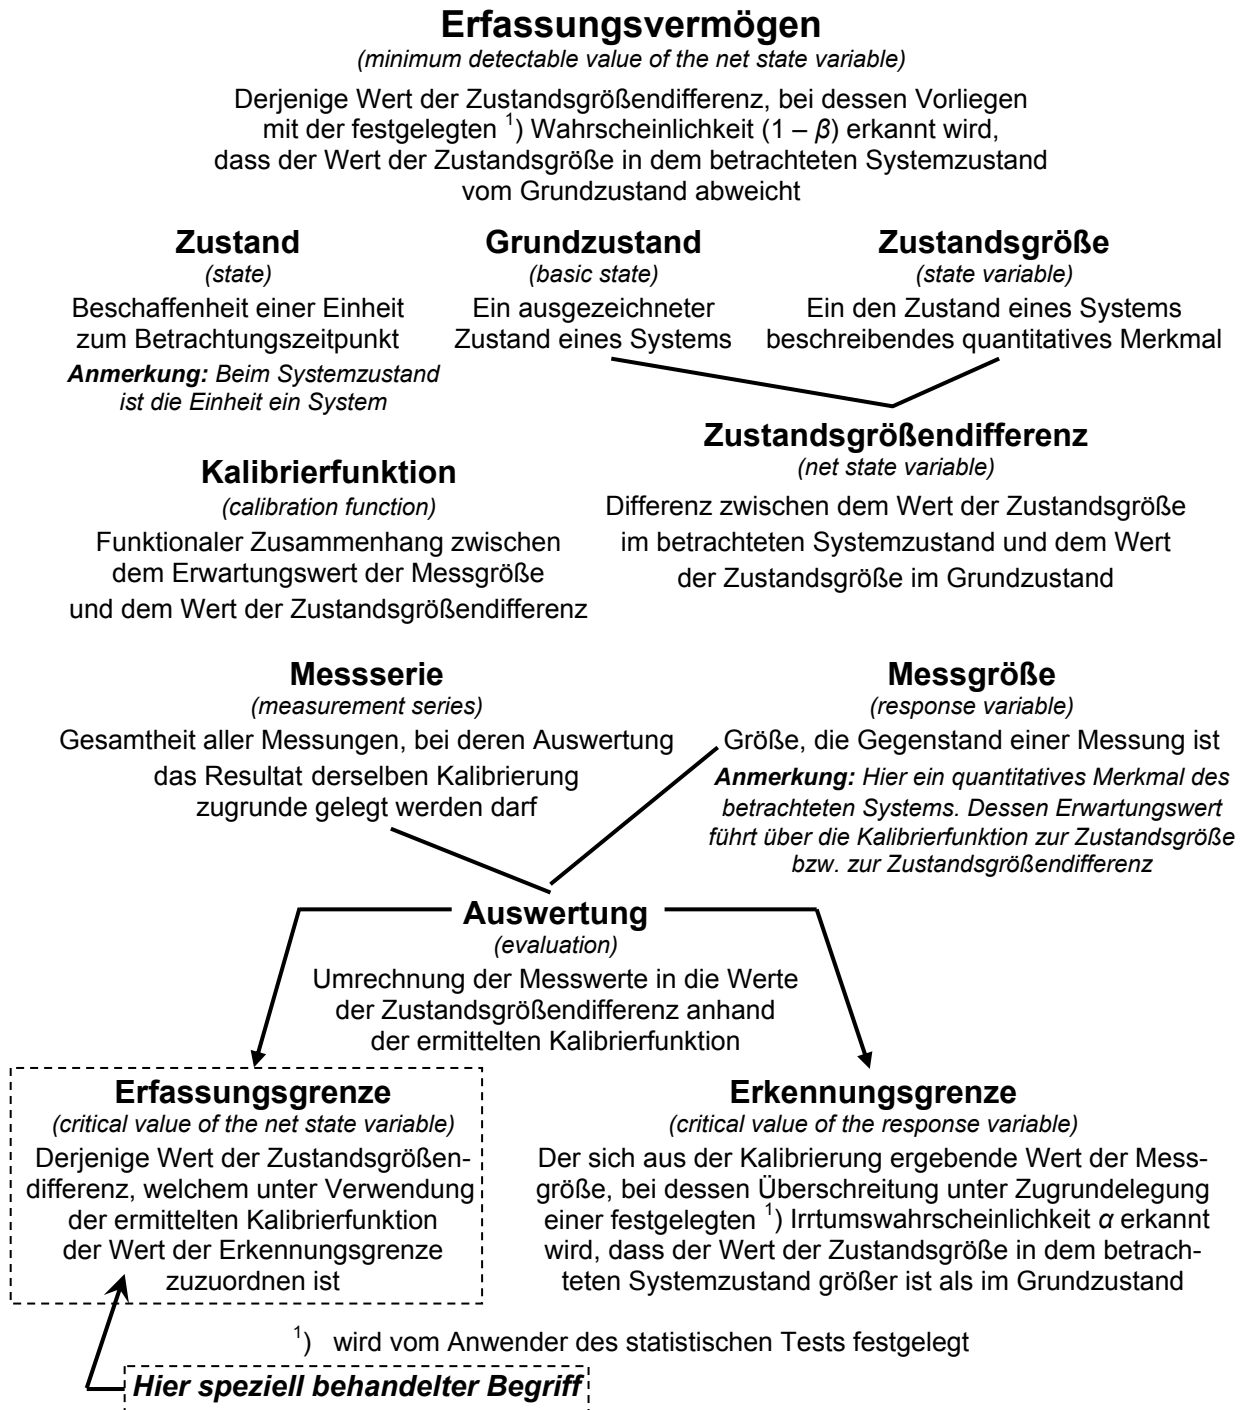 Erfassungsvermögen
(minimum detectable value of the net state variable)
Derjenige Wert der Zustandsgrößendifferenz, bei dessen Vorliegen
mit der festgelegten ¹) Wahrscheinlichkeit (1 – β) erkannt wird,
dass der Wert der Zustandsgröße in dem betrachteten Systemzustand
vom Grundzustand abweicht
Zustand
(state)
Beschaffenheit einer Einheit
zum Betrachtungszeitpunkt
Anmerkung: Beim Systemzustand
ist die Einheit ein System
Grundzustand
(basic state)
Ein ausgezeichneter
Zustand eines Systems
Zustandsgröße
(state variable)
Ein den Zustand eines Systems
beschreibendes quantitatives Merkmal
Zustandsgrößendifferenz
(net state variable)
Differenz zwischen dem Wert der Zustandsgröße
im betrachteten Systemzustand und dem Wert
der Zustandsgröße im Grundzustand
Kalibrierfunktion
(calibration function)
Funktionaler Zusammenhang zwischen
dem Erwartungswert der Messgröße
und dem Wert der Zustandsgrößendifferenz
Messserie
(measurement series)
Gesamtheit aller Messungen, bei deren Auswertung
das Resultat derselben Kalibrierung
zugrunde gelegt werden darf
Messgröße
(response variable)
Größe, die Gegenstand einer Messung ist
Anmerkung: Hier ein quantitatives Merkmal des
betrachteten Systems. Dessen Erwartungswert
führt über die Kalibrierfunktion zur Zustandsgröße
bzw. zur Zustandsgrößendifferenz
Auswertung
(evaluation)
Umrechnung der Messwerte in die Werte
der Zustandsgrößendifferenz anhand
der ermittelten Kalibrierfunktion
Erfassungsgrenze
(critical value of the net state variable)
Derjenige Wert der Zustandsgrößen-
differenz, welchem unter Verwendung
der ermittelten Kalibrierfunktion
der Wert der Erkennungsgrenze
zuzuordnen ist
Erkennungsgrenze
(critical value of the response variable)
Der sich aus der Kalibrierung ergebende Wert der Mess-
größe, bei dessen Überschreitung unter Zugrundelegung
einer festgelegten ¹) Irrtumswahrscheinlichkeit α erkannt
wird, dass der Wert der Zustandsgröße in dem betrach-
teten Systemzustand größer ist als im Grundzustand
¹) wird vom Anwender des statistischen Tests festgelegt
Hier speziell behandelter Begriff